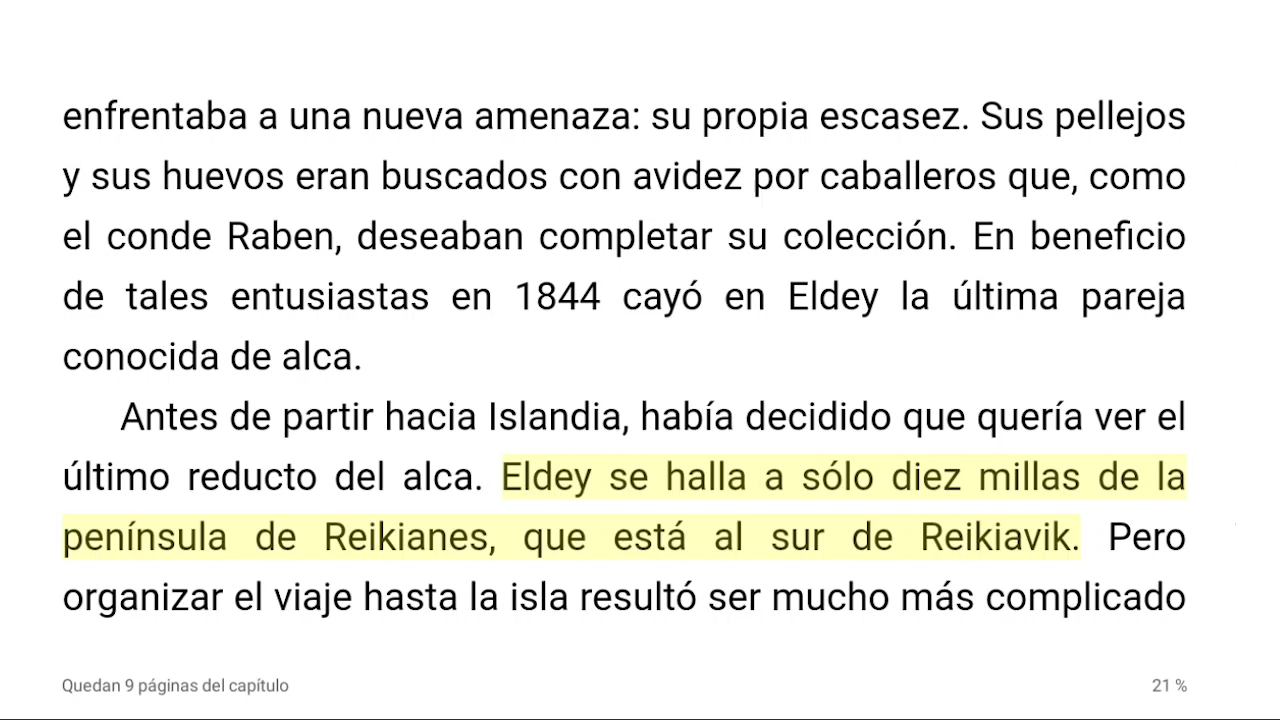 enfrentaba a una nueva amenaza: su propia escasez. Sus pellejos
y sus huevos eran buscados con avidez por caballeros que, como
el conde Raben, deseaban completar su colección. En beneficio
de tales entusiastas en 1844 cayó en Eldey la última pareja
conocida de alca.
Antes de partir hacia Islandia, había decidido que quería ver el
último reducto del alca. Eldey se halla a sólo diez millas de la
península de Reikianes, que está al sur de Reikiavik. Pero
organizar el viaje hasta la isla resultó ser mucho más complicado
Quedan 9 páginas del capítulo
21 %